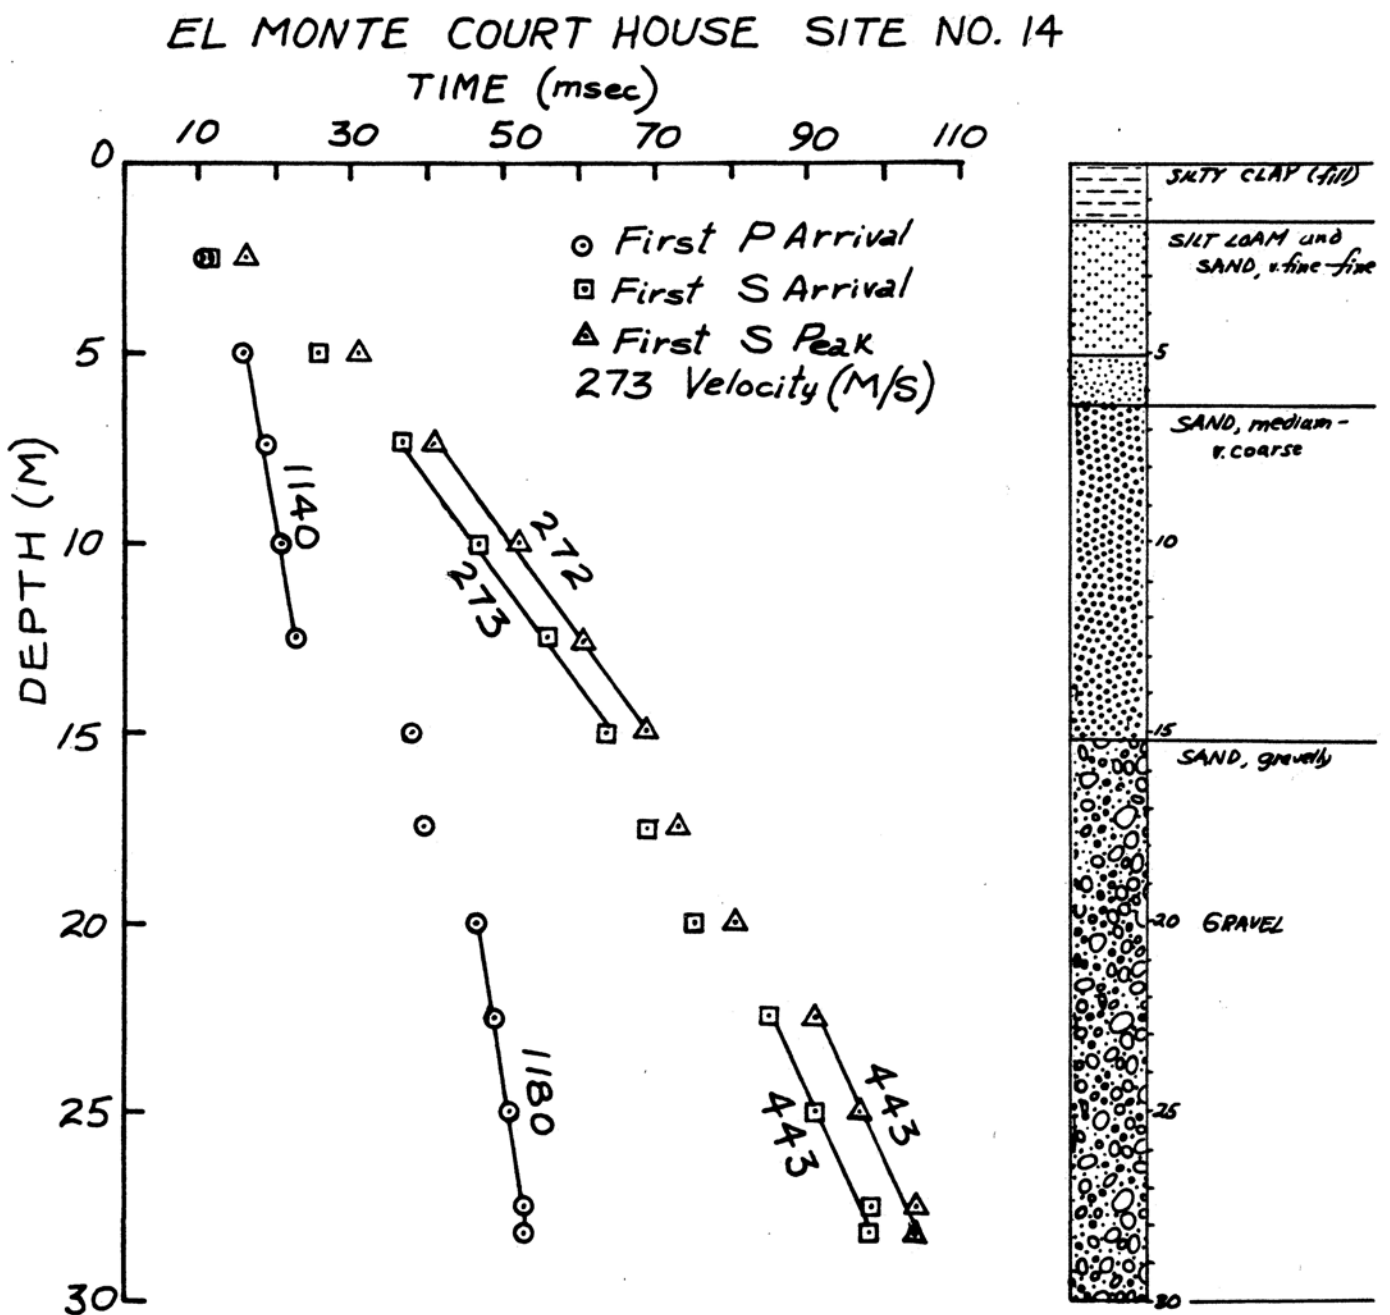 EL MONTE COURT HOUSE SITE NO. 14
TIME (msec)
10 30 50 70 90 110
0
5
10
15
20
25
30
DEPTH (M)
First P Arrival
First S Arrival
First S Peak
273 Velocity (M/S)
1140
272
273
1180
443
443
SILTY CLAY (fill)
SILT LOAM and
SAND, v. fine-fine
5
SAND, medium-
v. coarse
10
15
SAND, gravelly
20 GRAVEL
25
30